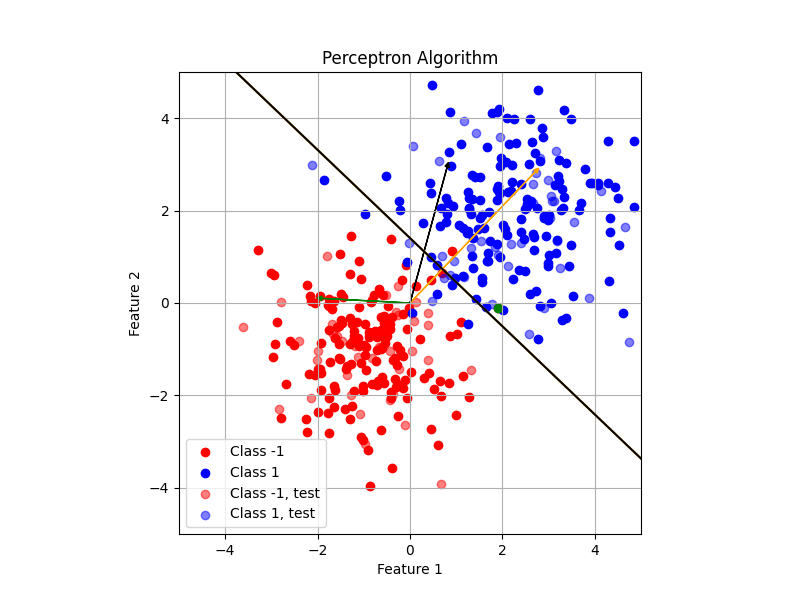 Perceptron Algorithm
4
2
0
−2
−4
Feature 2
Class -1
Class 1
Class -1, test
Class 1, test
−4
−2
0
2
4
Feature 1